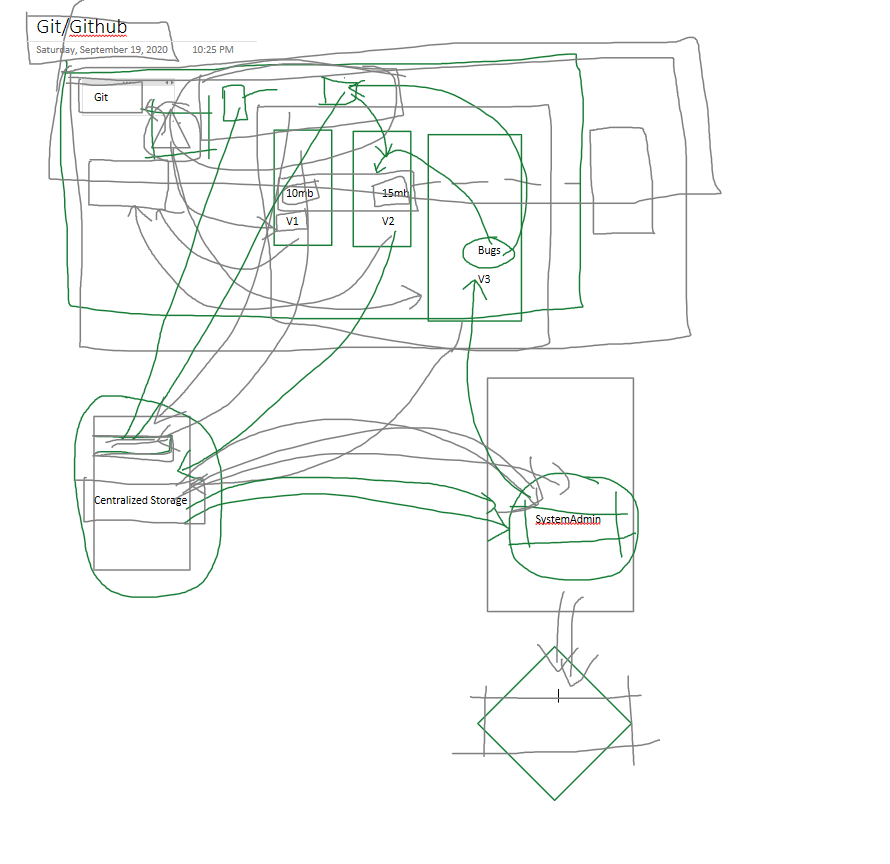 Git/Github
Saturday, September 19, 2020 10:25 PM
Git
10mb 15mb
V1 V2
Bugs
V3
Centralized Storage
SystemAdmin